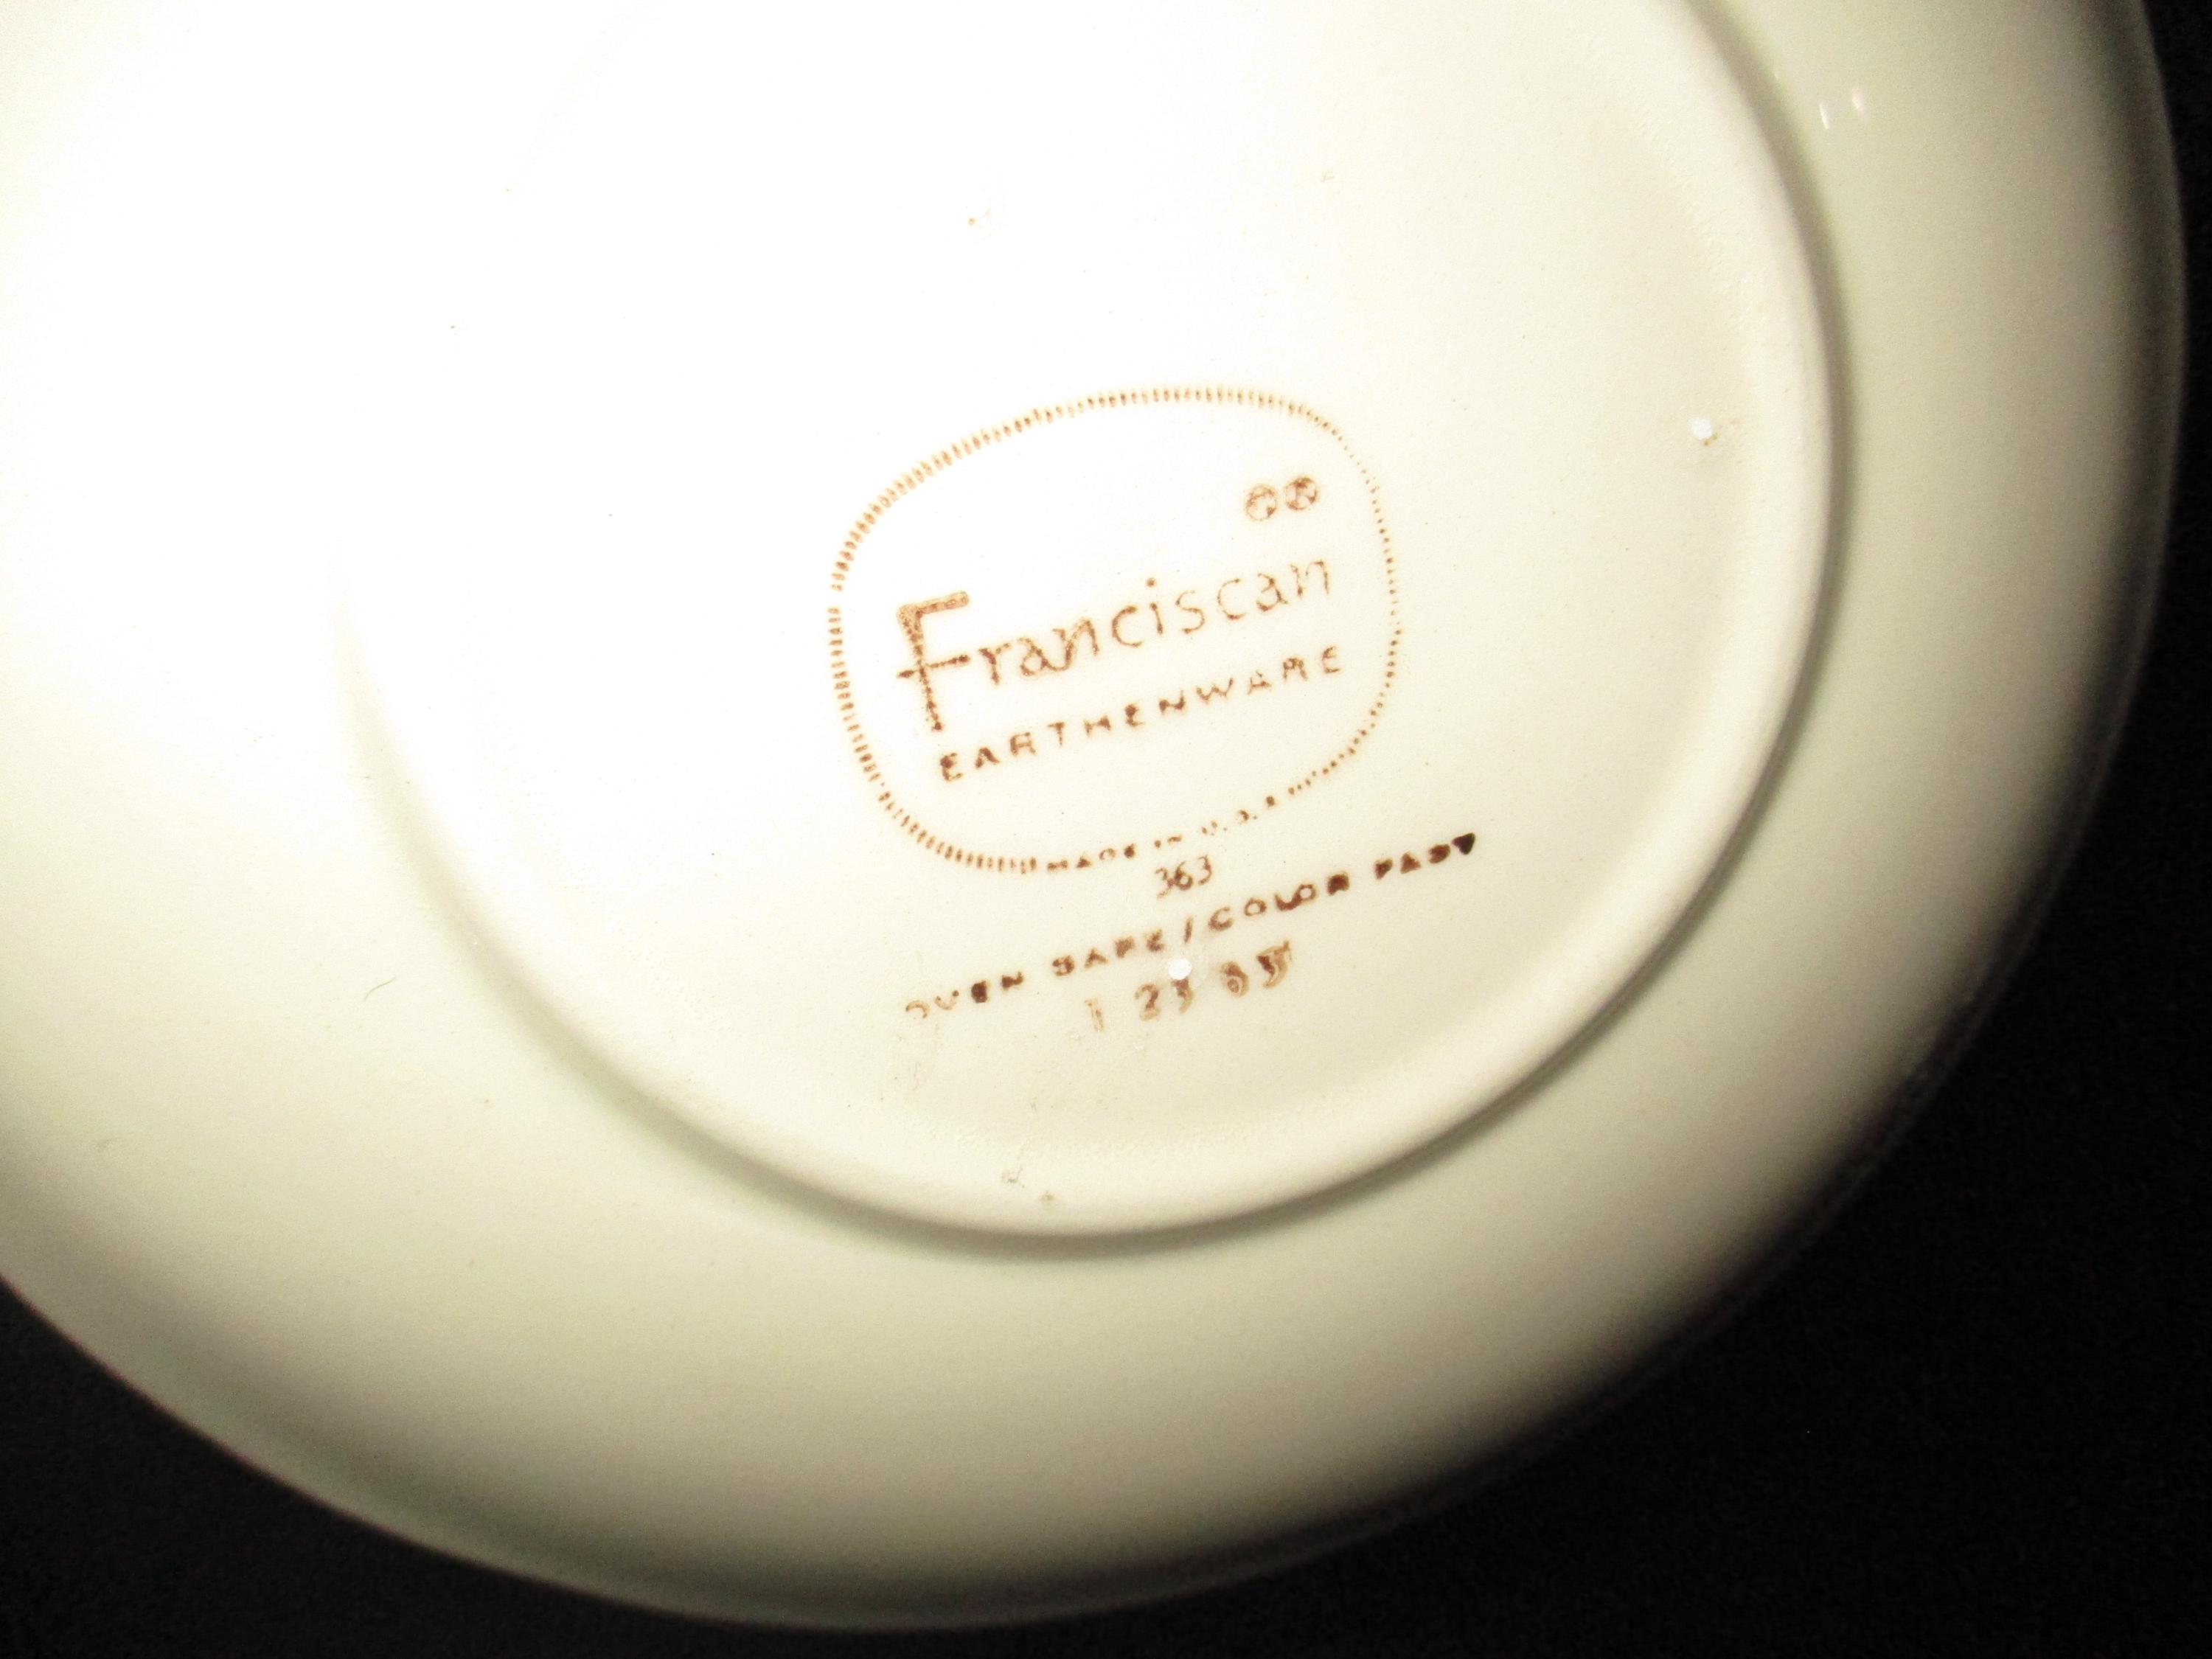 ®®
Franciscan
EARTHENWARE
MADE IN U.S.A
363
OVEN SAFE/COLOR FAST